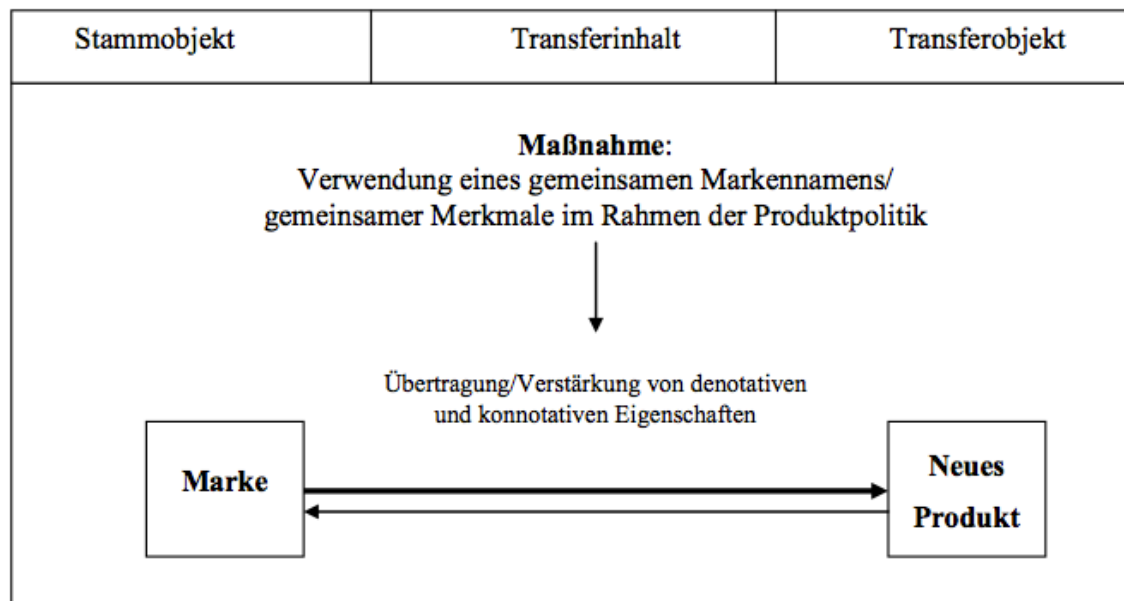 Stammobjekt Transferinhalt Transferobjekt
Maßnahme:
Verwendung eines gemeinsamen Markennamens/
gemeinsamer Merkmale im Rahmen der Produktpolitik
Übertragung/Verstärkung von denotativen
und konnotativen Eigenschaften
Marke
Neues
Produkt